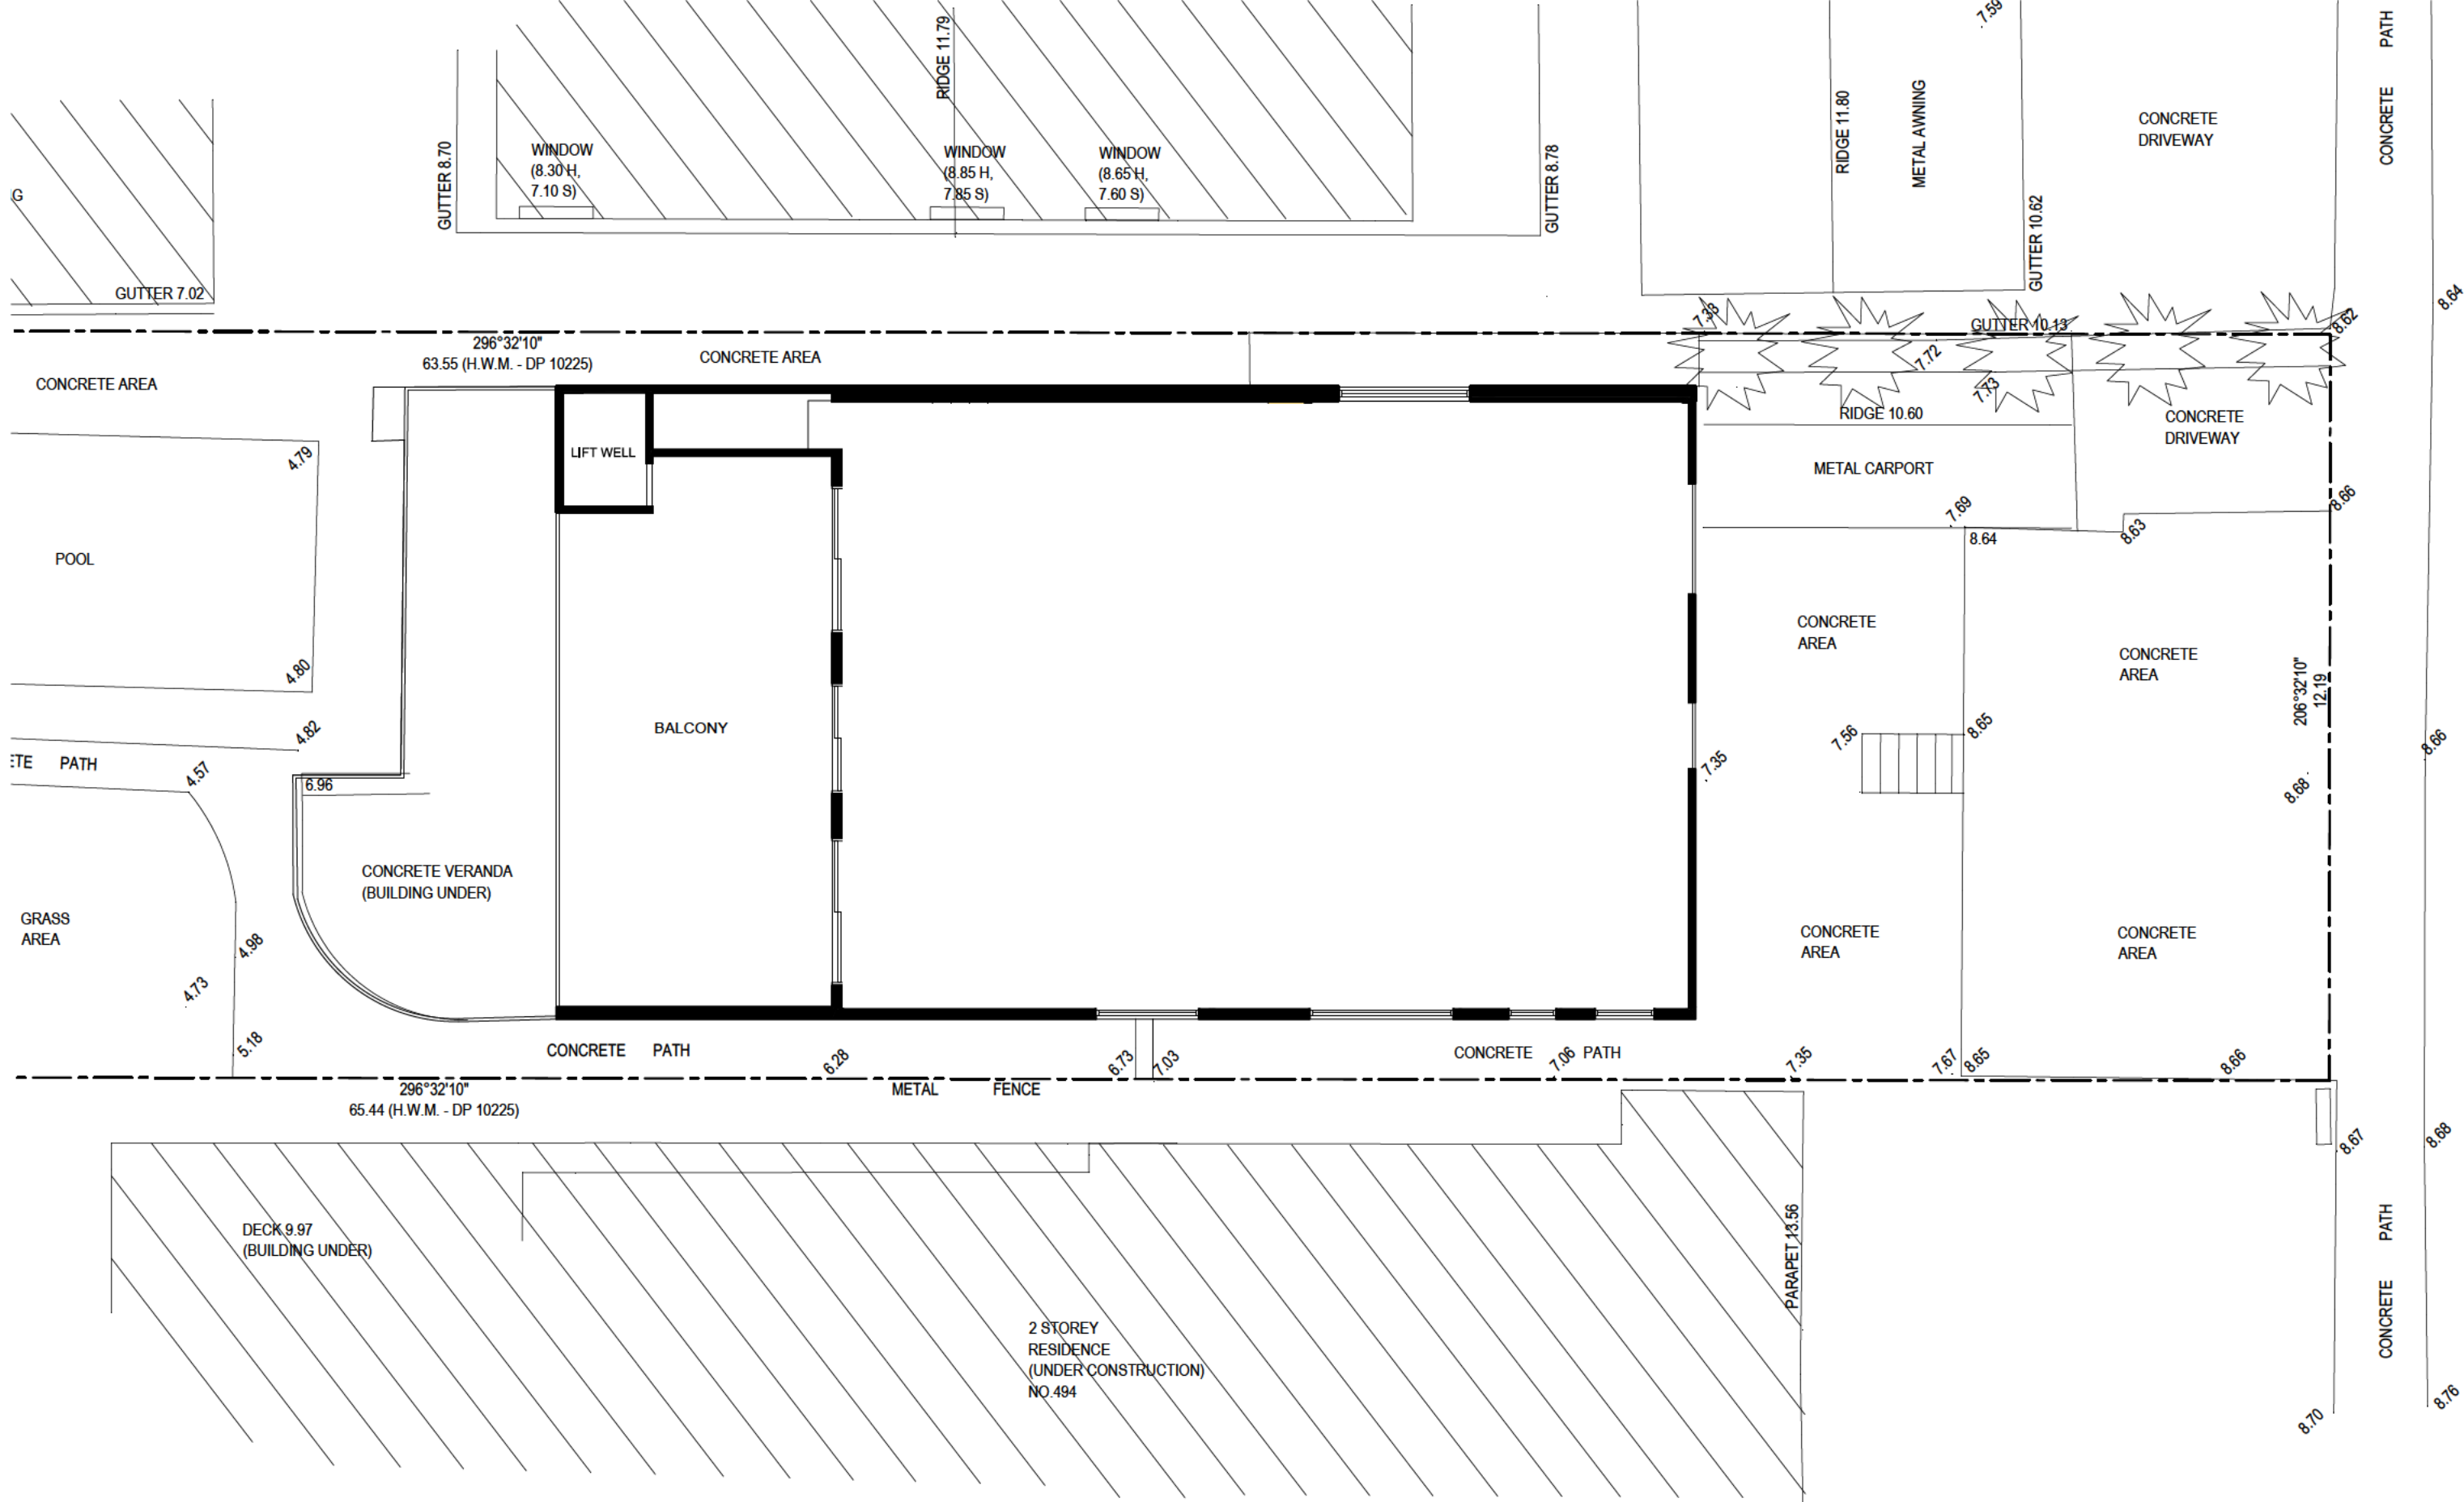 RIDGE 11.79
7.59
CONCRETE PATH
GUTTER 8.70
WINDOW
(8.30 H,
7.10 S)
WINDOW
(8.85 H,
7.85 S)
WINDOW
(8.65 H,
7.60 S)
GUTTER 8.78
RIDGE 11.80
METAL AWNING
CONCRETE
DRIVEWAY
G
GUTTER 10.62
GUTTER 7.02
8.64
7.33
GUTTER 10.13
8.62
296°32'10"
63.55 (H.W.M. - DP 10225)
CONCRETE AREA
7.72
CONCRETE AREA
7.73
RIDGE 10.60
CONCRETE
DRIVEWAY
LIFT WELL
4.79
METAL CARPORT
8.66
7.69
8.64
8.63
POOL
CONCRETE
AREA
CONCRETE
AREA
4.80
206°32'10"
12.19
4.82
BALCONY
7.56
8.65
8.66
ETE PATH
4.57
7.35
6.96
8.68
CONCRETE VERANDA
(BUILDING UNDER)
GRASS
AREA
4.98
CONCRETE
AREA
CONCRETE
AREA
4.73
5.18
CONCRETE PATH
6.28
6.73
7.03
CONCRETE PATH
7.06
7.35
7.67
8.65
8.66
296°32'10"
65.44 (H.W.M. - DP 10225)
METAL FENCE
8.67
8.68
DECK 9.97
(BUILDING UNDER)
PARAPET 13.56
CONCRETE PATH
2 STOREY
RESIDENCE
(UNDER CONSTRUCTION)
NO.494
8.70
8.76